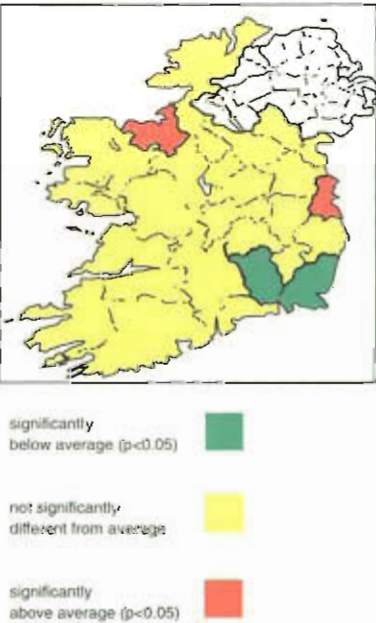 significantly
below average (p<0.05)
not significantly
different from average
significantly
above average (p<0.05)